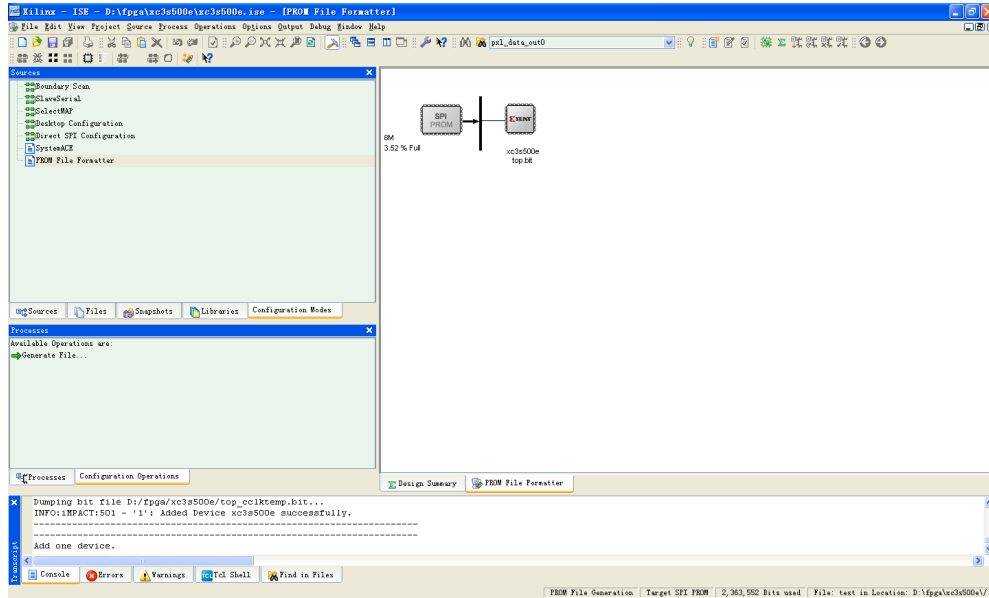 Xilinx - ISE - D:\fpga\xc3s500e\xc3s500e.ise - [PROM File Formatter]
File Edit View Project Source Process Operations Options Output Debug Window Help
pxl_data_out0
Sources
Boundary Scan
SlaveSerial
SelectMAP
Desktop Configuration
Direct SPI Configuration
SystemACE
PROM File Formatter
Sources Files Snapshots Libraries Configuration Modes
SPI
PROM
XILINX
8M
3.52 % Full
xc3s500e
top.bit
Processes
Available Operations are:
Generate File...
Processes Configuration Operations
Design Summary PROM File Formatter
Dumping bit file D:/fpga/xc3s500e/top_cclktemp.bit...
INFO:iMPACT:501 - '1': Added Device xc3s500e successfully.
----------------------------------------------------------------------
----------------------------------------------------------------------
Add one device.
Transcript
Console Errors Warnings Tcl Shell Find in Files
PROM File Generation Target SPI PROM 2,363,552 Bits used File: test in Location: D:\fpga\xc3s500e\/